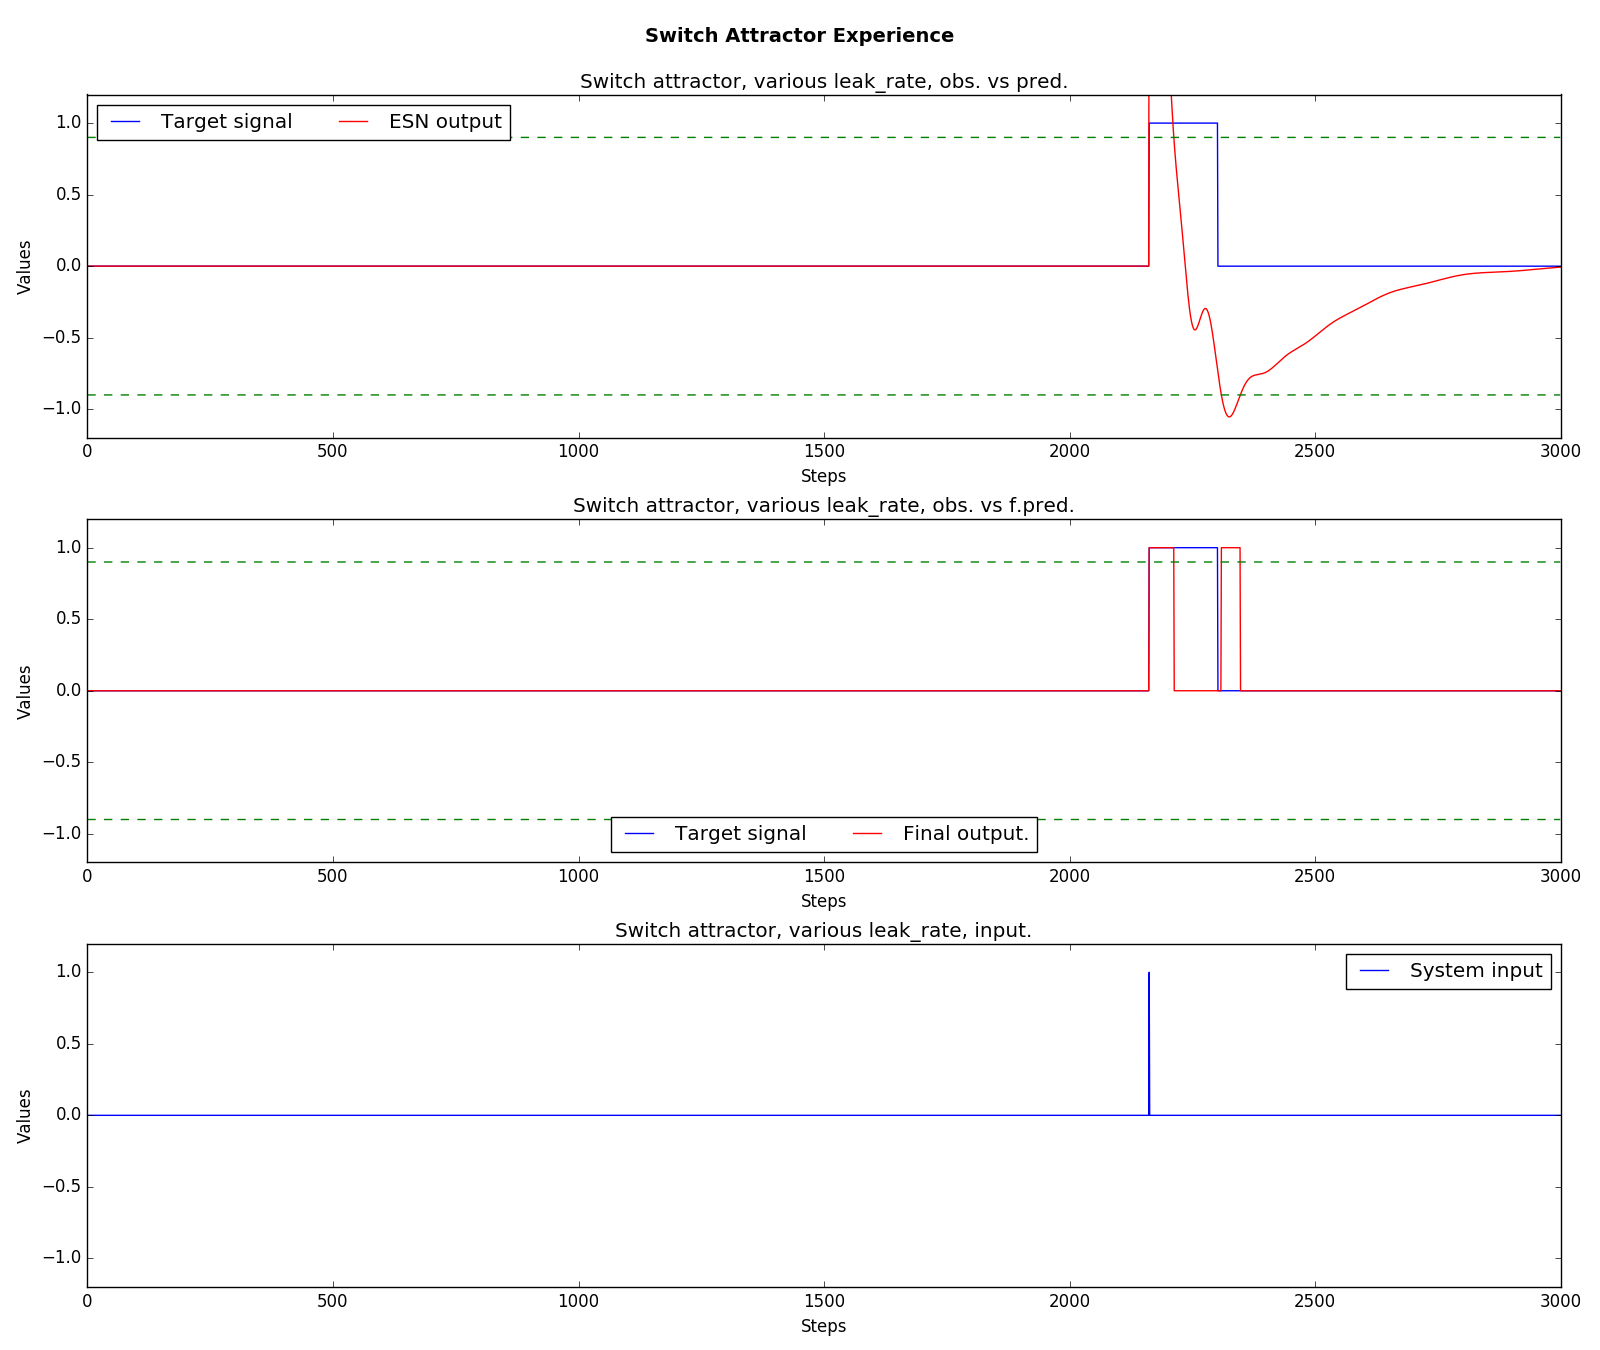 Switch Attractor Experience
Switch attractor, various leak_rate, obs. vs pred.
Target signal ESN output
1.0
0.5
0.0
−0.5
−1.0
Values
0 500 1000 1500 2000 2500 3000
Steps
Switch attractor, various leak_rate, obs. vs f.pred.
1.0
0.5
0.0
−0.5
−1.0
Values
Target signal Final output.
0 500 1000 1500 2000 2500 3000
Steps
Switch attractor, various leak_rate, input.
System input
1.0
0.5
0.0
−0.5
−1.0
Values
0 500 1000 1500 2000 2500 3000
Steps